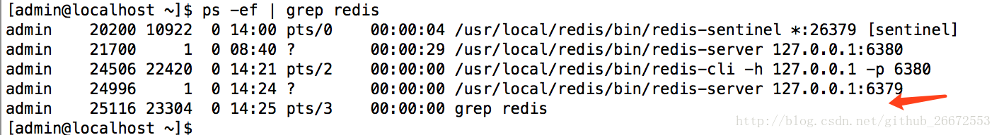 [admin@localhost ~]$ ps -ef | grep redis
admin    20200 10922  0 14:00 pts/0    00:00:04 /usr/local/redis/bin/redis-sentinel *:26379 [sentinel]
admin    21700     1  0 08:40 ?        00:00:29 /usr/local/redis/bin/redis-server 127.0.0.1:6380
admin    24506 22420  0 14:21 pts/2    00:00:00 /usr/local/redis/bin/redis-cli -h 127.0.0.1 -p 6380
admin    24996     1  0 14:24 ?        00:00:00 /usr/local/redis/bin/redis-server 127.0.0.1:6379
admin    25116 23304  0 14:25 pts/3    00:00:00 grep redis
[admin@localhost ~]$
http://blog.csdn.net/github_26672553